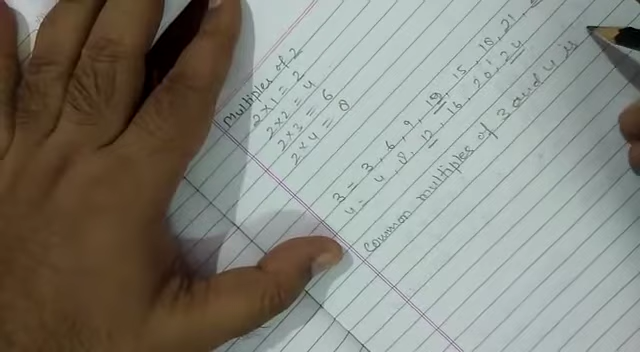 Multiples of 2
2 × 1 = 2
2 × 2 = 4
2 × 3 = 6
2 × 4 = 8
3 = 3, 6, 9, 12, 15, 18, 21,
4 = 4, 8, 12, 16, 20, 24
Common multiples of 3 and 4 is